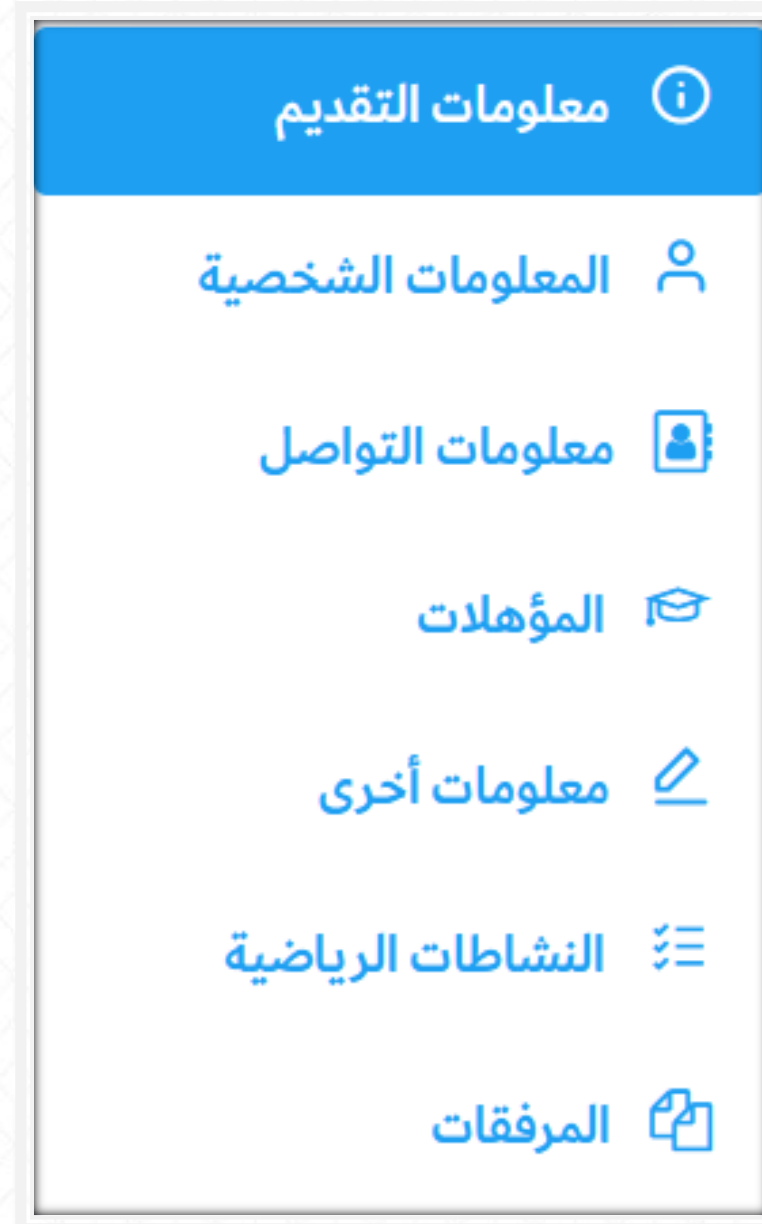 معلومات التقديم
المعلومات الشخصية
معلومات التواصل
المؤهلات
معلومات أخرى
النشاطات الرياضية
المرفقات